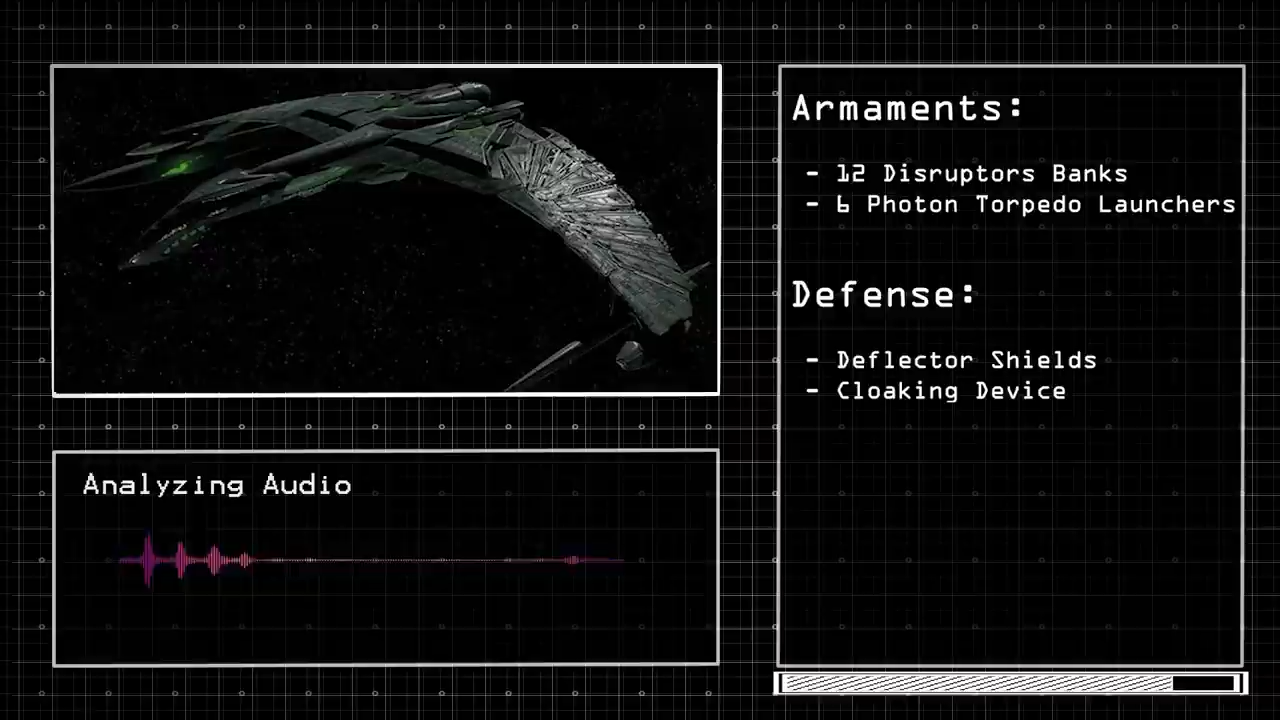 Armaments:
- 12 Disruptors Banks
- 6 Photon Torpedo Launchers
Defense:
- Deflector Shields
- Cloaking Device
Analyzing Audio